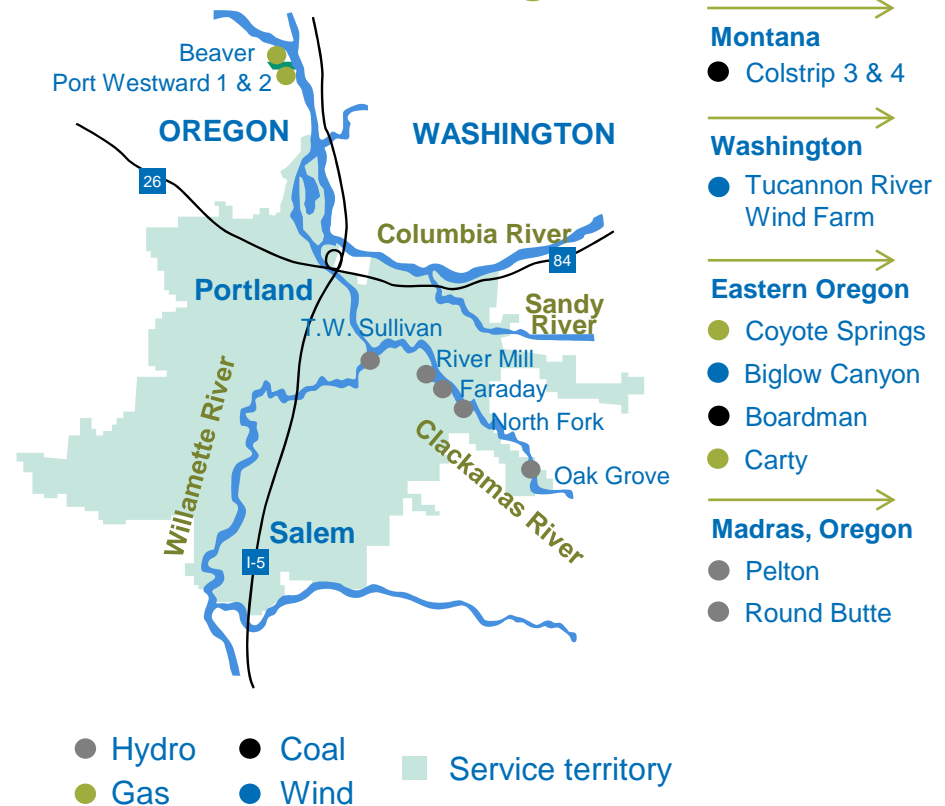 Beaver
Port Westward 1 & 2
OREGON
WASHINGTON
26
Columbia River
84
Portland
Sandy
River
T.W. Sullivan
River Mill
Faraday
North Fork
Willamette River
Clackamas River
Oak Grove
Salem
I-5
Montana
Colstrip 3 & 4
Washington
Tucannon River
Wind Farm
Eastern Oregon
Coyote Springs
Biglow Canyon
Boardman
Carty
Madras, Oregon
Pelton
Round Butte
Hydro
Coal
Service territory
Gas
Wind